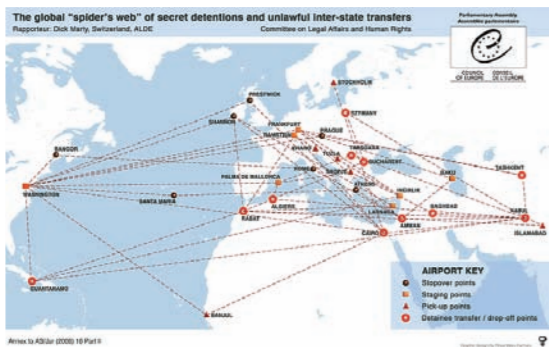 The global “spider's web” of secret detentions and unlawful inter-state transfers
Rapporteur: Dick Marty, Switzerland, ALDE
Committee on Legal Affairs and Human Rights
Parliamentary Assembly
Assemblée parlementaire
COUNCIL OF EUROPE
CONSEIL DE L'EUROPE
STOCKHOLM
PRESTWICK
SHANNON
SZYMANY
FRANKFURT
RAMSTEIN
PRAGUE
BANGOR
TUZLA
TIMISOARA
BUCHAREST
SKOPJE
ROME
BAKU
TASHKENT
WASHINGTON
PALMA DE MALLORCA
ATHENS
INCIRLIK
SANTA MARIA
ALGIERS
LARNACA
BAGHDAD
KABUL
RABAT
AMMAN
CAIRO
ISLAMABAD
GUANTANAMO
BANJUL
AIRPORT KEY
Stopover points
Staging points
Pick-up points
Detainee transfer / drop-off points
Annex to AS/Jur (2006) 16 Part II